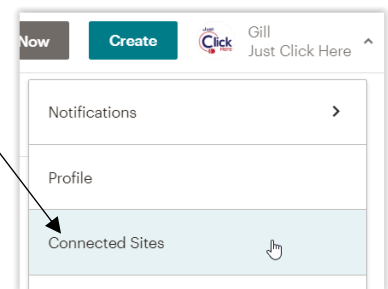 Now
Create
Just
Click
Here
Gill
Just Click Here
Notifications
Profile
Connected Sites